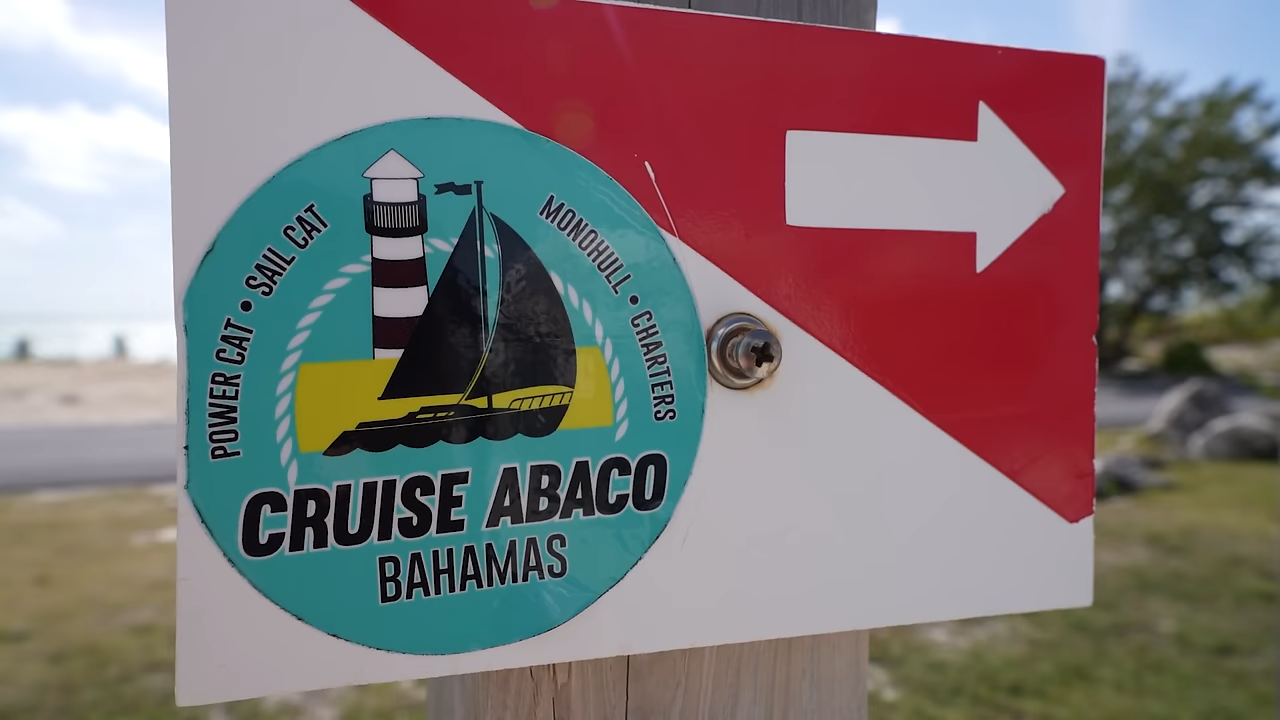 POWER CAT • SAIL CAT
MONOHULL • CHARTERS
CRUISE ABACO
BAHAMAS